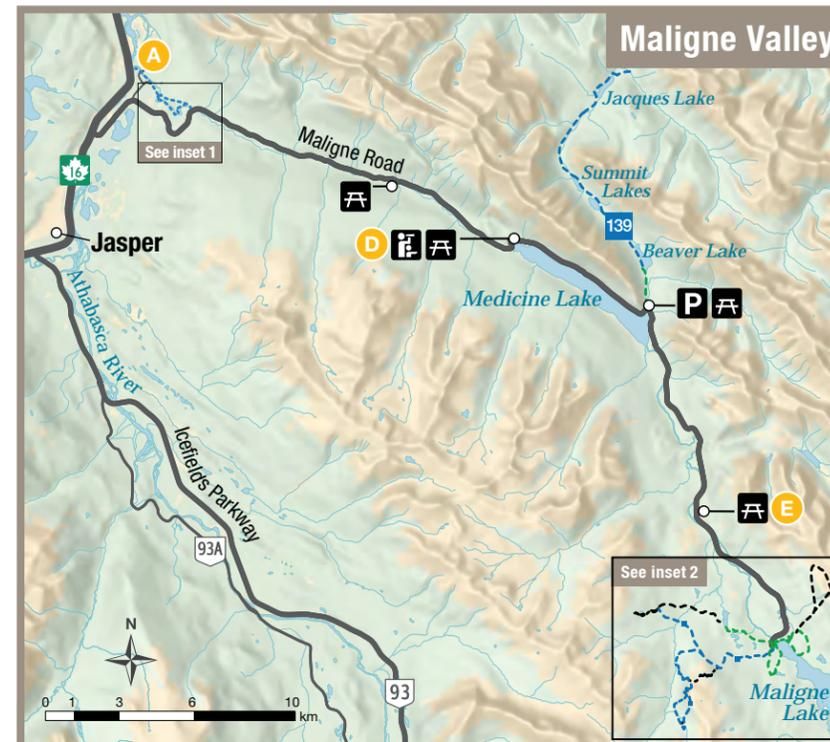 Maligne Valley
A
Jacques Lake
See inset 1
Maligne Road
16
Summit
Lakes
139
Jasper
D
Beaver Lake
Medicine Lake
P
Athabasca River
Icefields Parkway
E
93A
See inset 2
N
93
Maligne
Lake
0 1 3 6 10
km